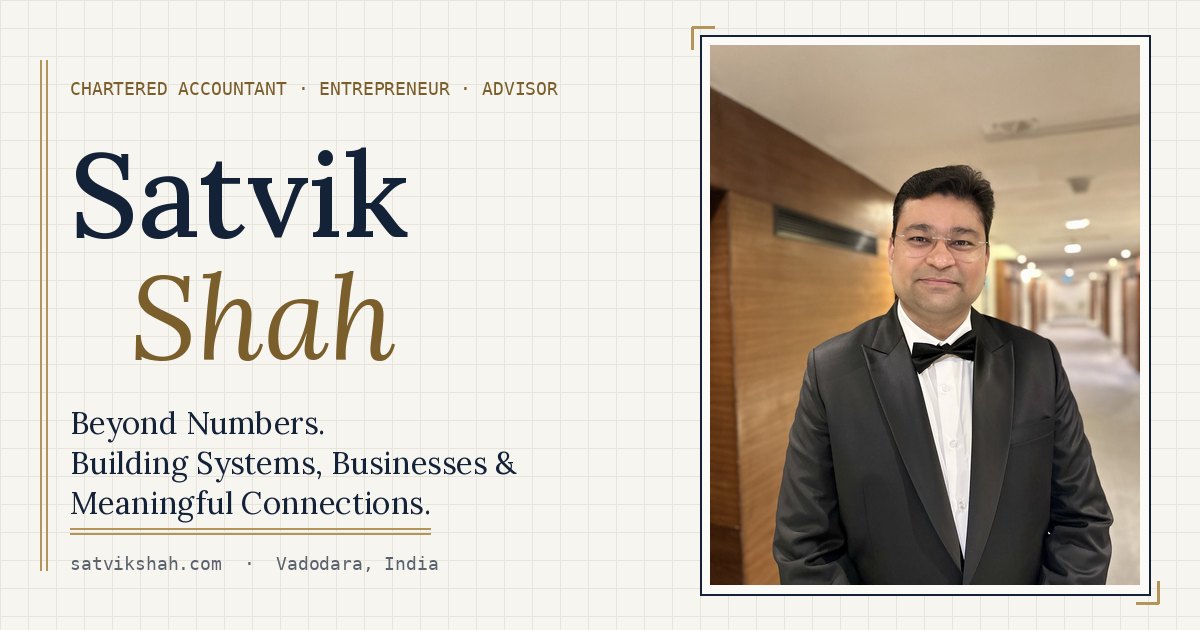 CHARTERED ACCOUNTANT · ENTREPRENEUR · ADVISOR
Satvik
Shah
Beyond Numbers.
Building Systems, Businesses &
Meaningful Connections.
satvikshah.com · Vadodara, India